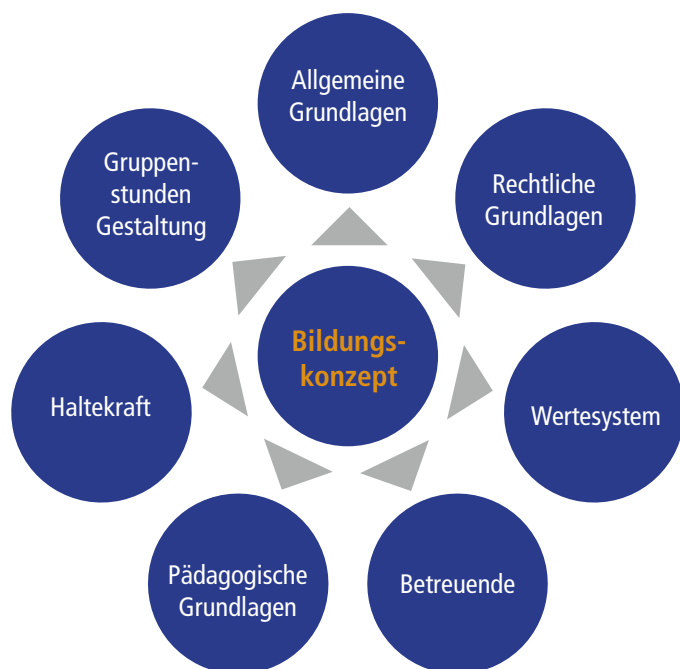 Allgemeine
Grundlagen
Rechtliche
Grundlagen
Wertesystem
Betreuende
Pädagogische
Grundlagen
Haltekraft
Gruppen-
stunden
Gestaltung
Bildungs-
konzept